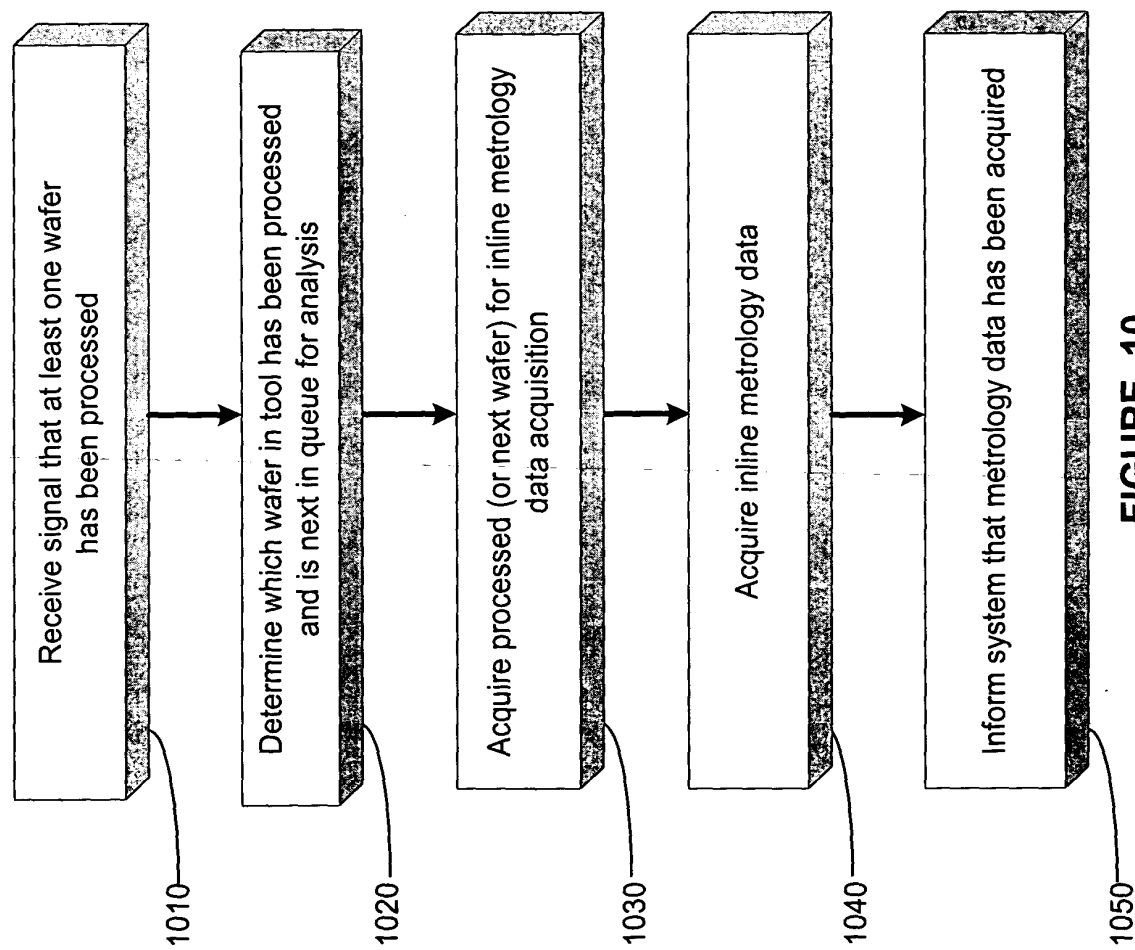 Receive signal that at least one wafer
has been processed
1010
Determine which wafer in tool has been processed
and is next in queue for analysis
1020
Acquire processed (or next wafer) for inline metrology
data acquisition
1030
Acquire inline metrology data
1040
Inform system that metrology data has been acquired
1050
FIGURE 10